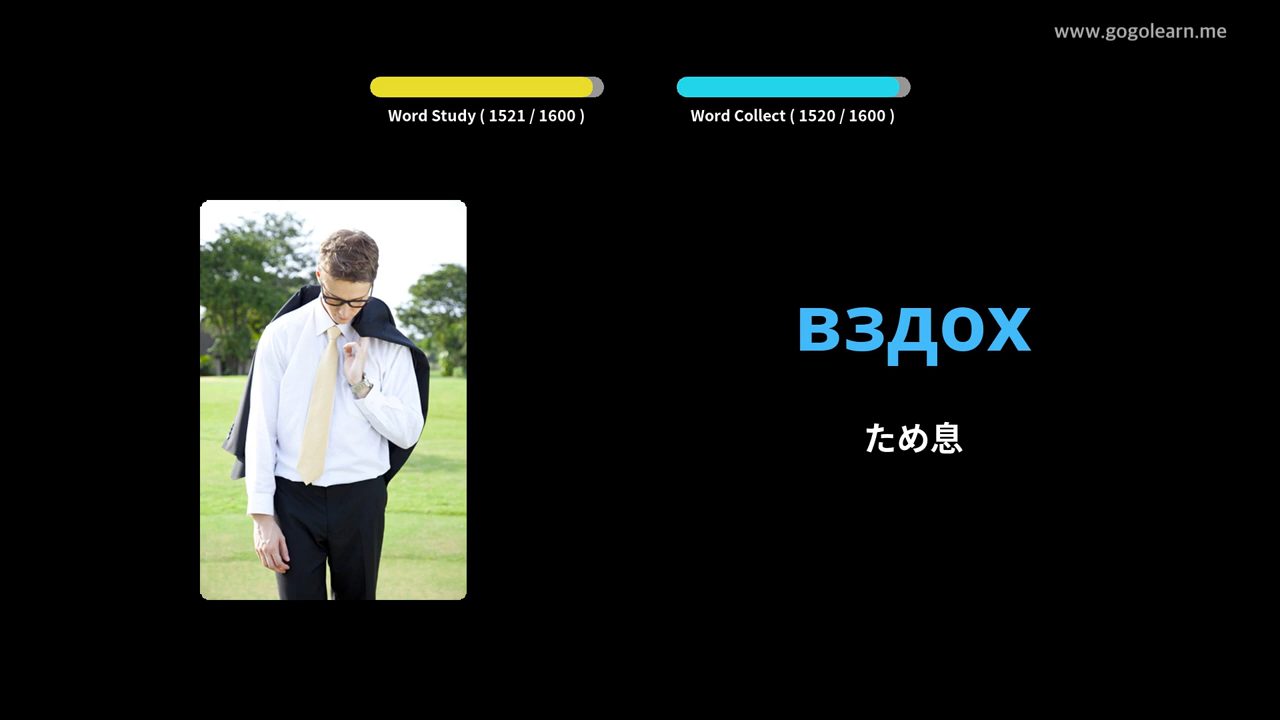 www.gogolearn.me
Word Study ( 1521 / 1600 )
Word Collect ( 1520 / 1600 )
вздох
ため息